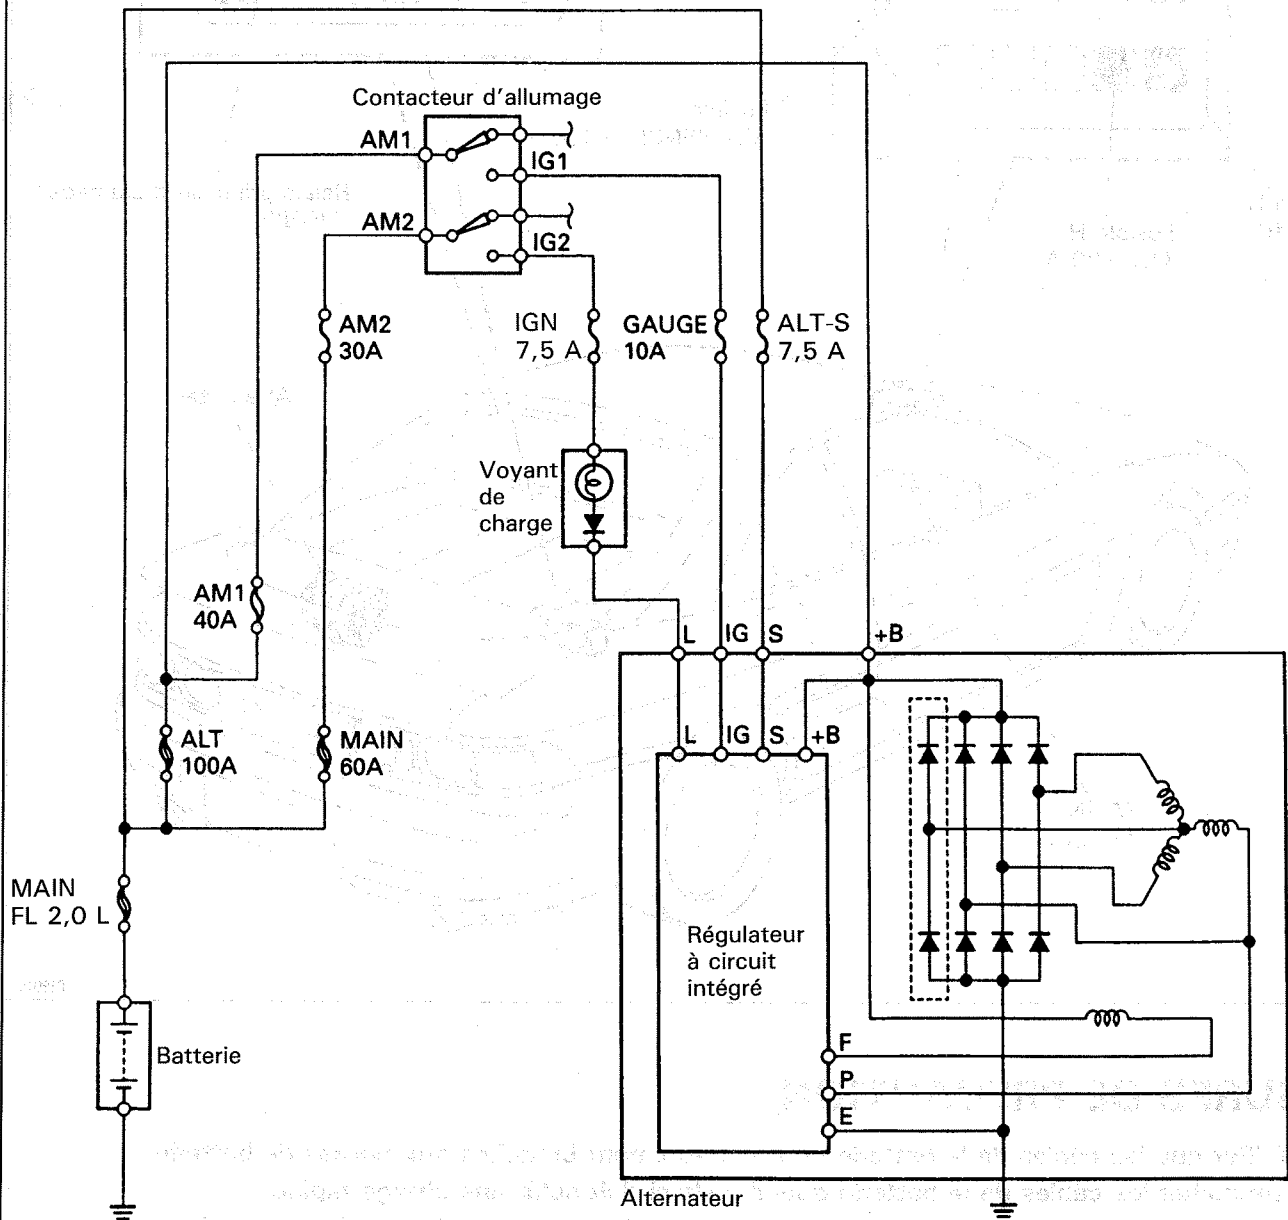 Contacteur d'allumage
AM1
IG1
AM2
IG2
AM2
30A
IGN
7,5 A
GAUGE
10A
ALT-S
7,5 A
Voyant
de
charge
AM1
40A
L
IG
S
+B
ALT
100A
MAIN
60A
L
IG
S
+B
MAIN
FL 2,0 L
Régulateur
à circuit
intégré
Batterie
F
P
E
Alternateur